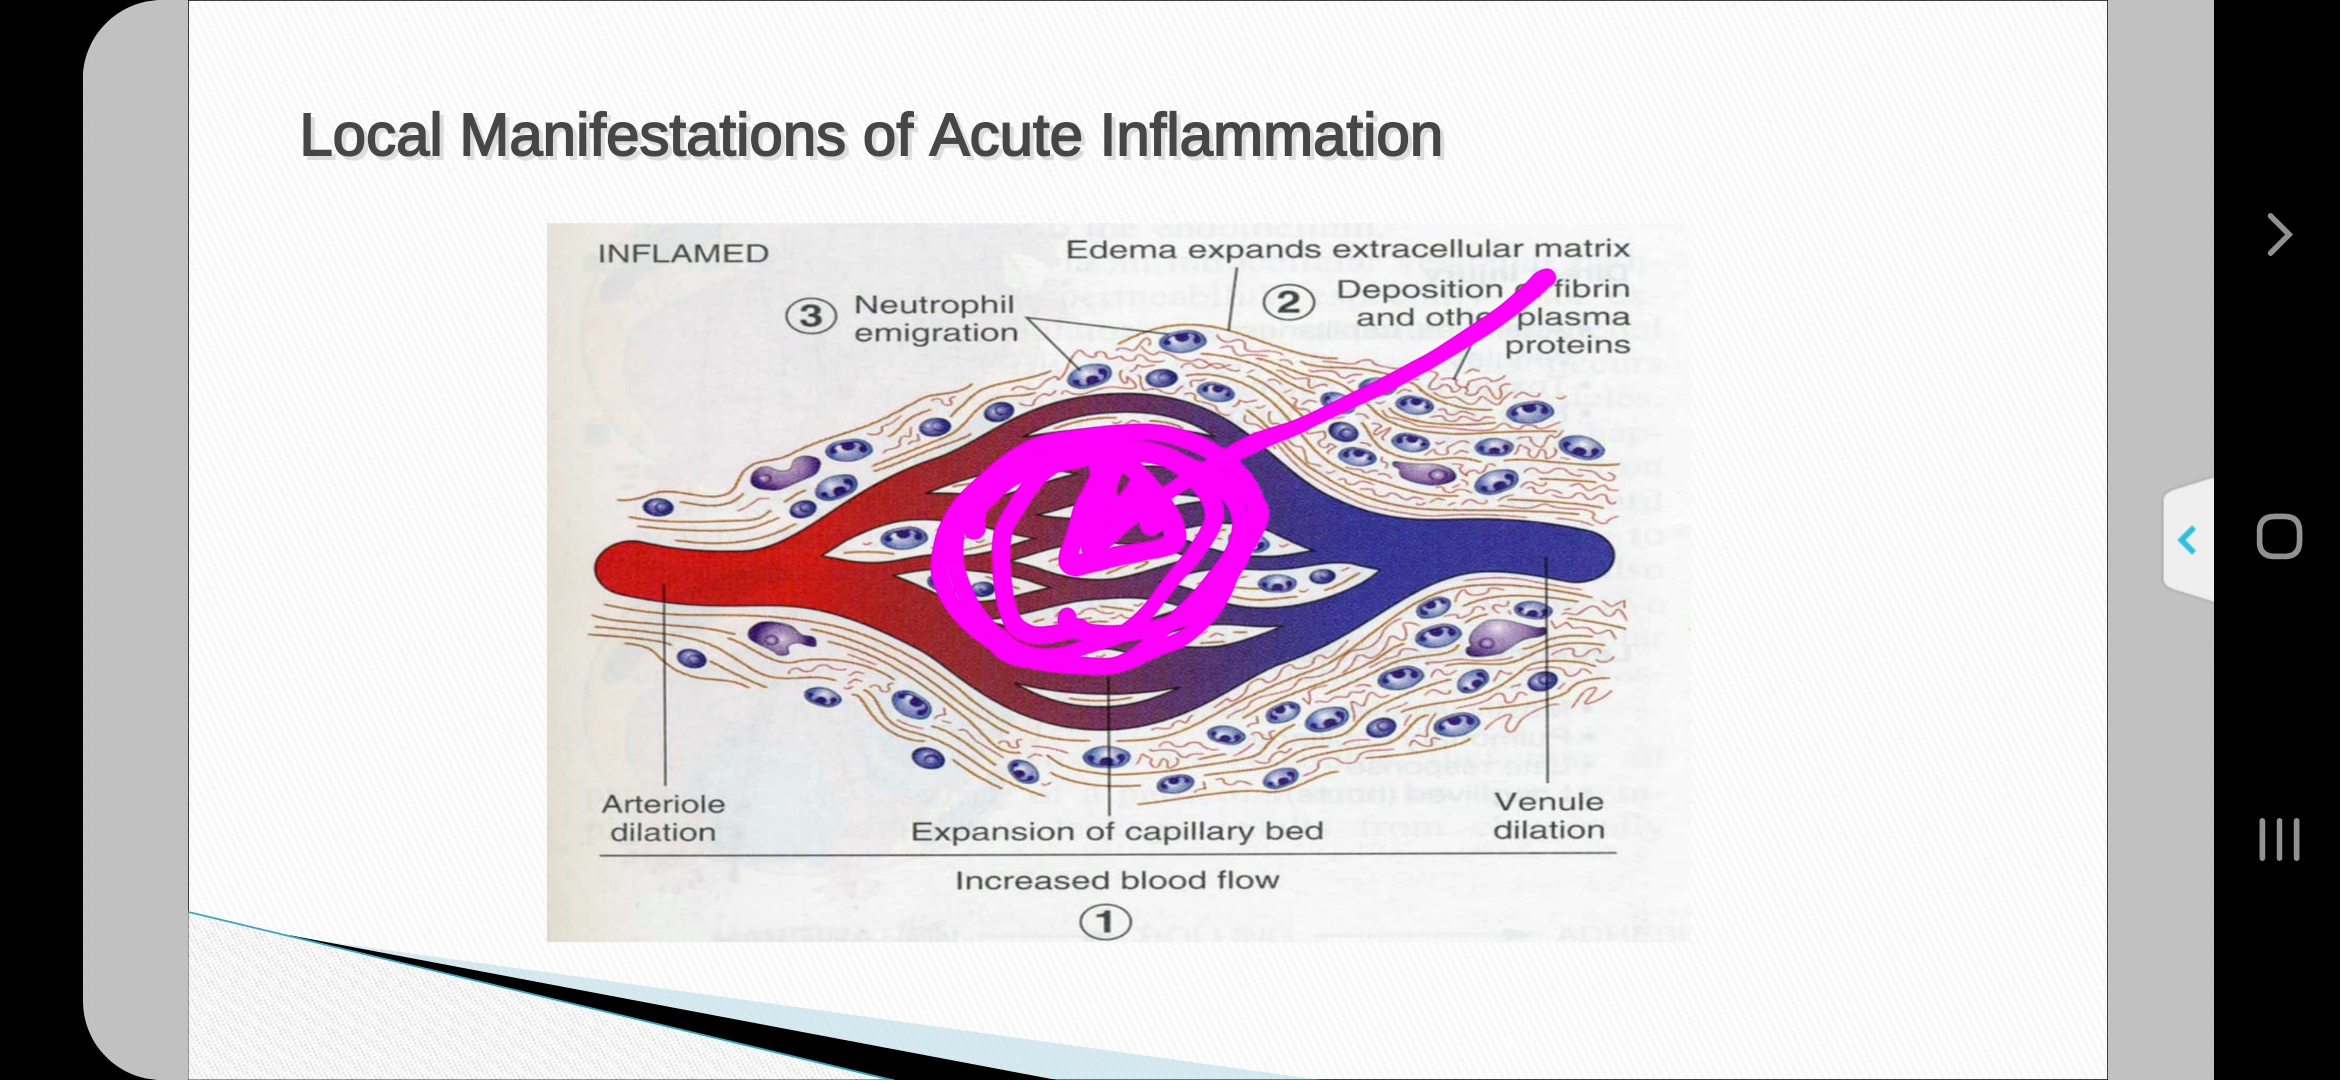 Local Manifestations of Acute Inflammation
INFLAMED
Edema expands extracellular matrix
3 Neutrophil
emigration
2 Deposition fibrin
and other plasma
proteins
Arteriole
dilation
Expansion of capillary bed
Venule
dilation
Increased blood flow
1